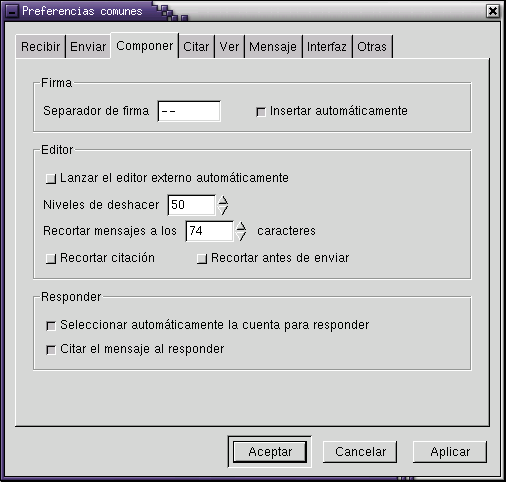 Preferencias comunes
Recibir Enviar Componer Citar Ver Mensaje Interfaz Otras
Firma
Separador de firma -- Insertar automáticamente
Editor
Lanzar el editor externo automáticamente
Niveles de deshacer 50
Recortar mensajes a los 74 caracteres
Recortar citación Recortar antes de enviar
Responder
Seleccionar automáticamente la cuenta para responder
Citar el mensaje al responder
Aceptar Cancelar Aplicar